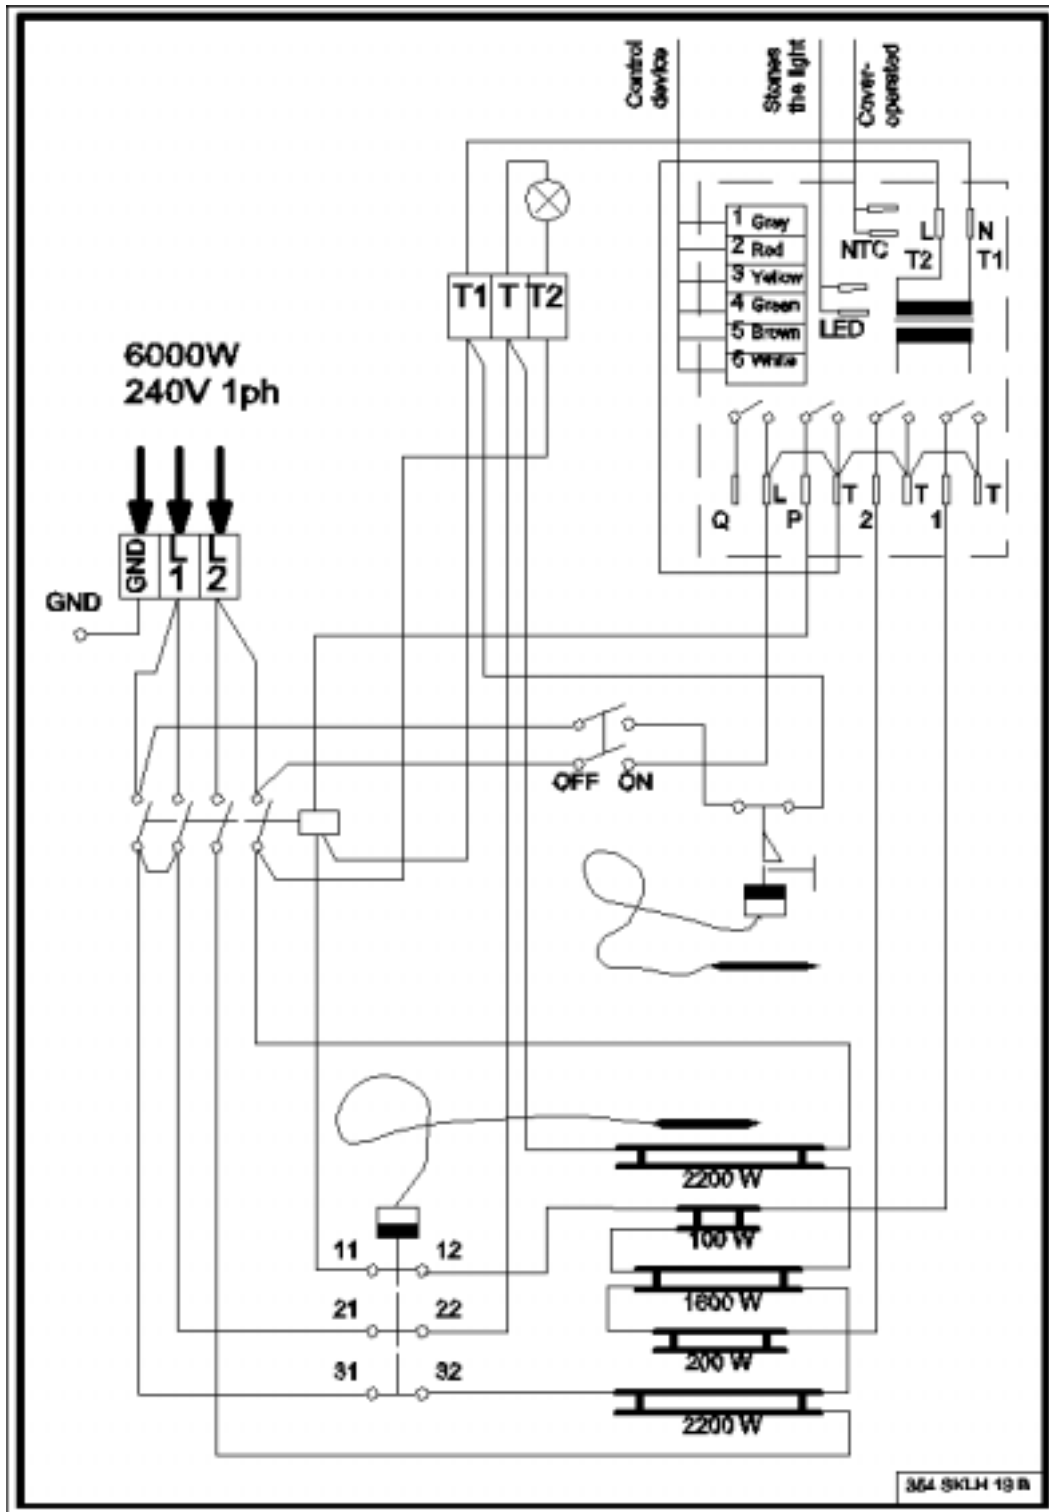 Control
device
Stones
the light
Cover-
operated
1 Gray
2 Red
3 Yellow
4 Green
5 Brown
6 White
NTC
L
N
T2
T1
LED
T1 T T2
6000W
240V 1ph
GND
L
1
L
2
GND
Q
L
P
T
2
T
1
T
OFF
ON
2200 W
100 W
11
12
1600 W
21
22
200 W
31
32
2200 W
354 SKLH 19 B